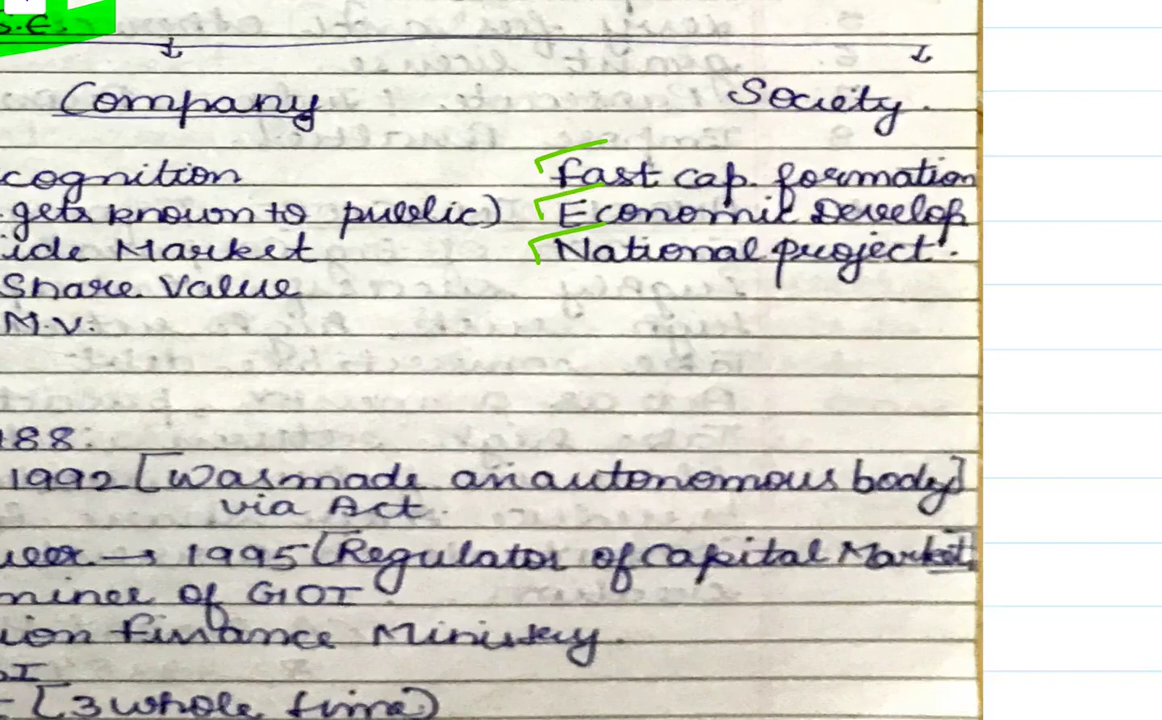 S.E.
Company Society.
cognition fast cap. formation
gets known to public) Economic Develop
ide Market National project.
Share Value
M.V.
188:
1992 [Was made an autonomous body]
via Act.
→ 1995 [Regulator of Capital Market]
minee of GOI
ion Finance Ministry.
I
- [3 whole time)